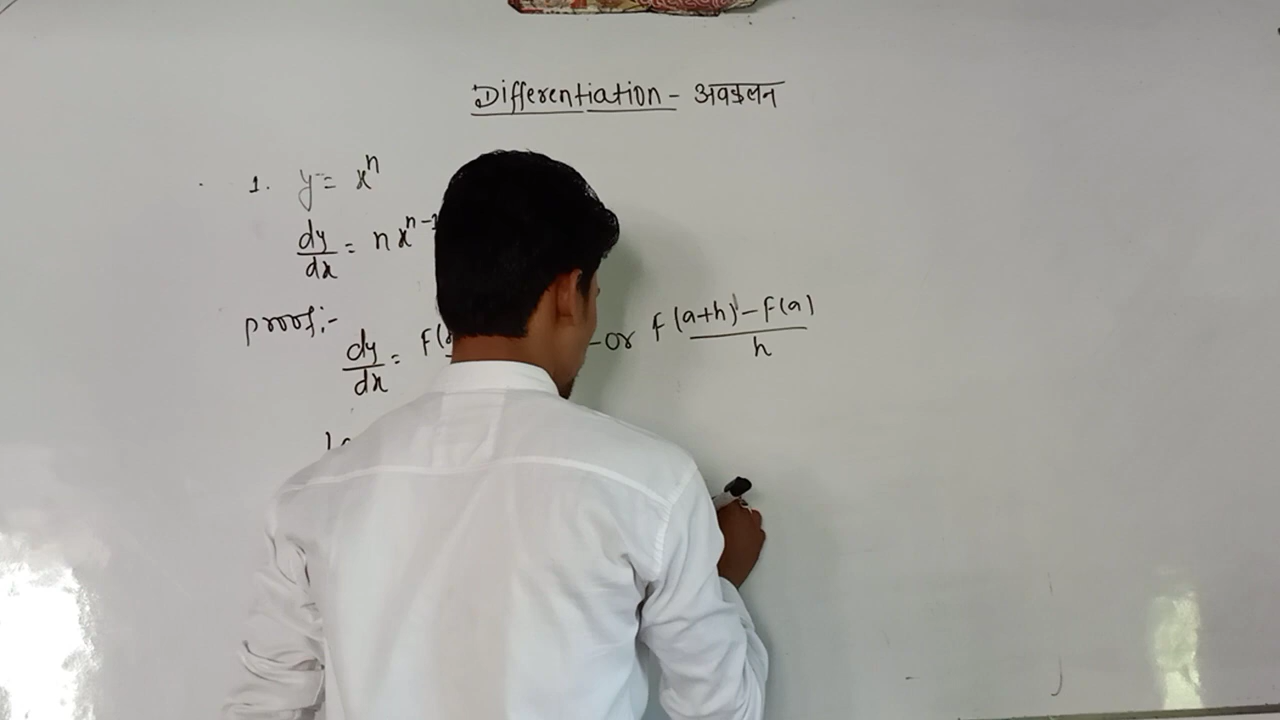 Differentiation - अवकलन
1. y = x^n
dy/dx = nx^n-1
proof:-
dy/dx = f( - or f(a+h) - f(a) / h